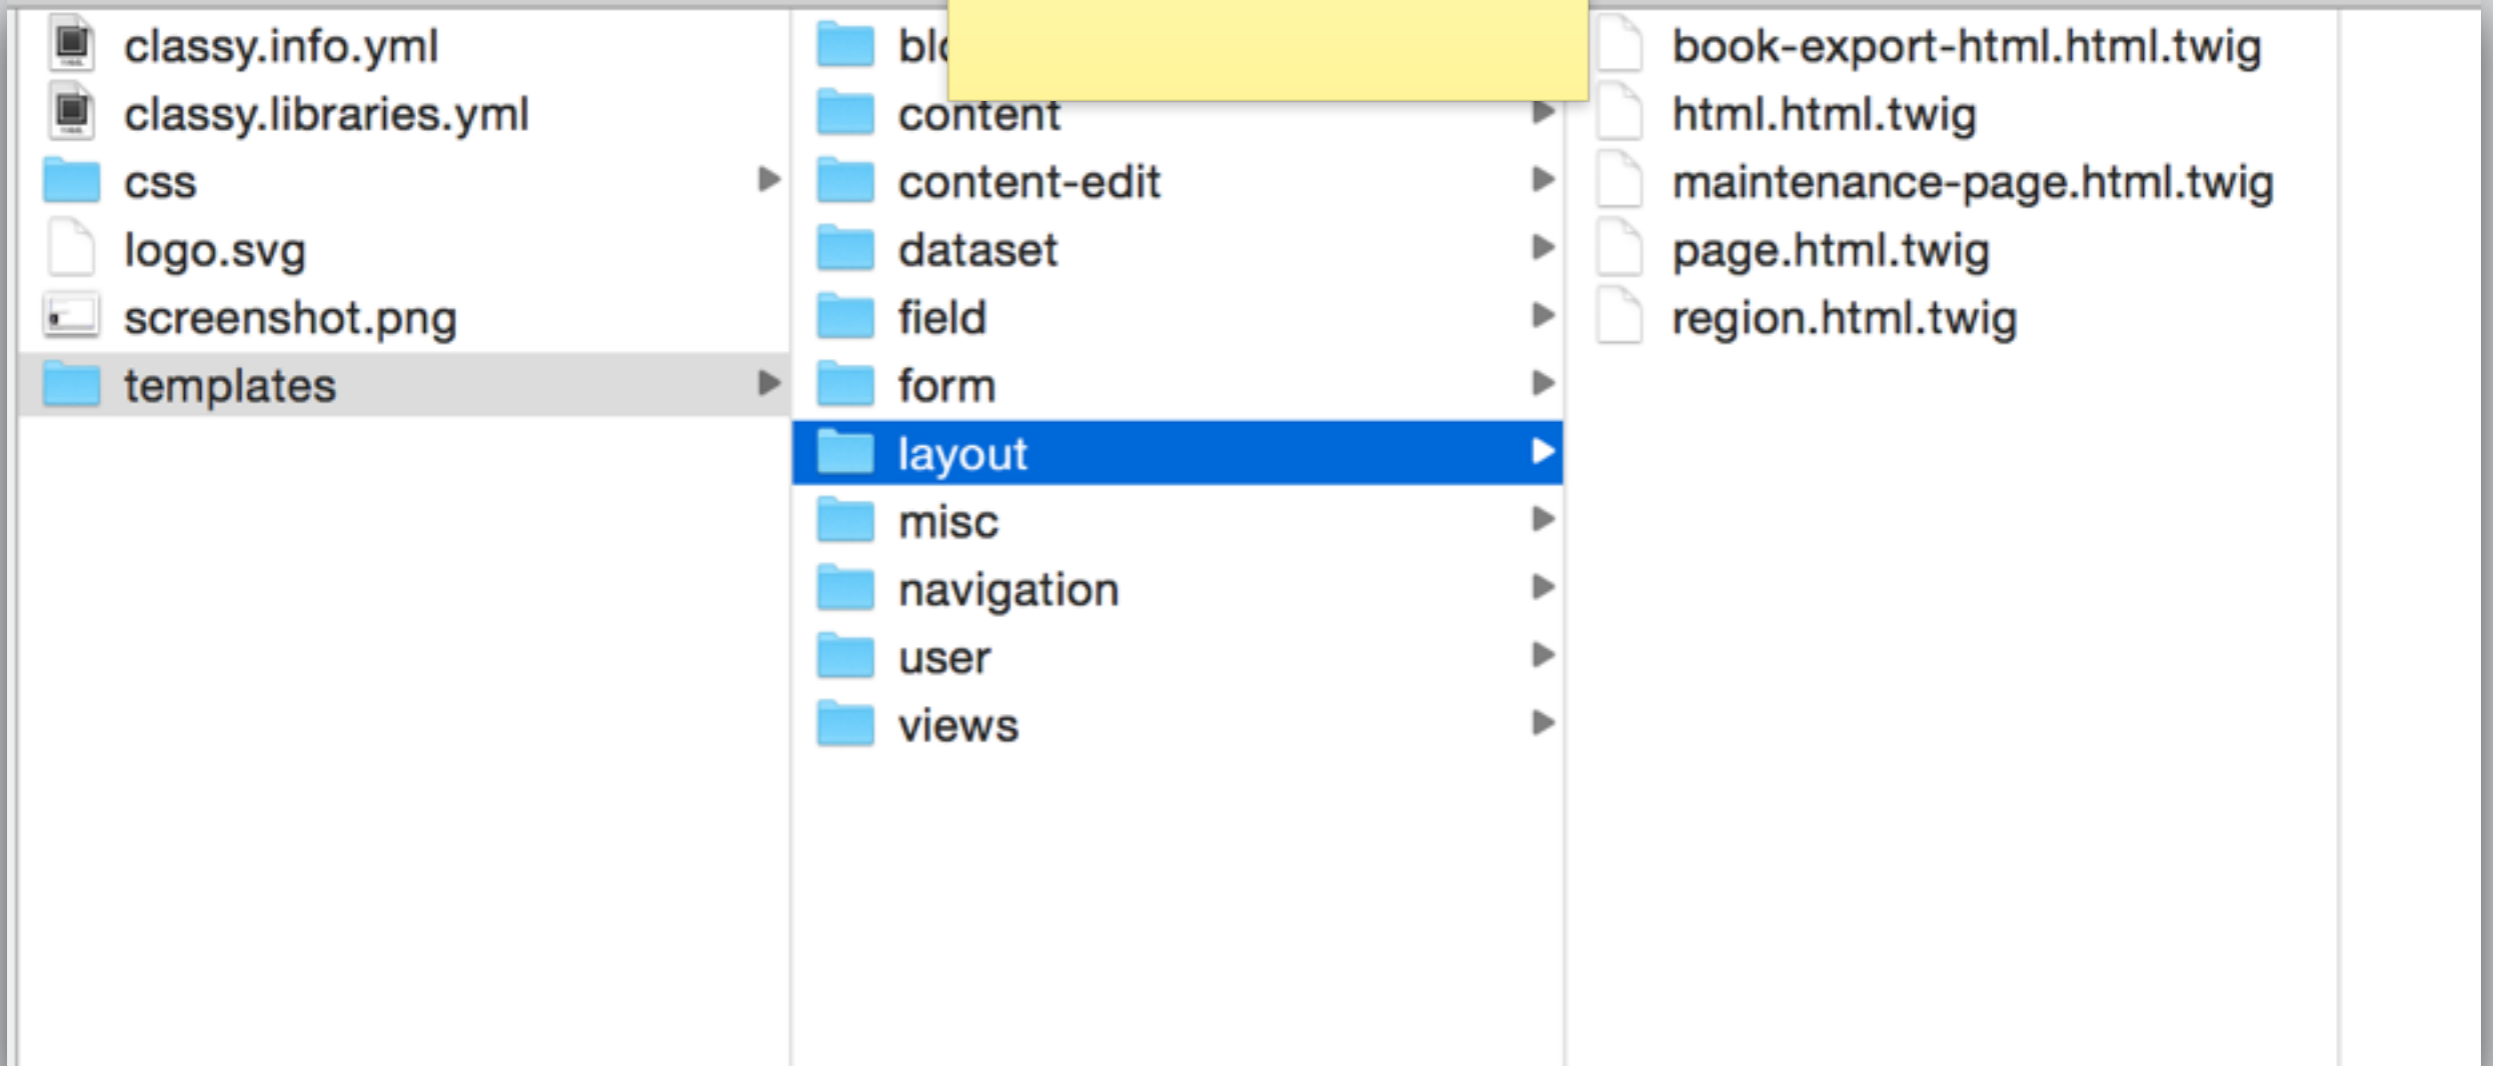 classy.info.yml
classy.libraries.yml
css
logo.svg
screenshot.png
templates
content
content-edit
dataset
field
form
layout
misc
navigation
user
views
book-export-html.html.twig
html.html.twig
maintenance-page.html.twig
page.html.twig
region.html.twig